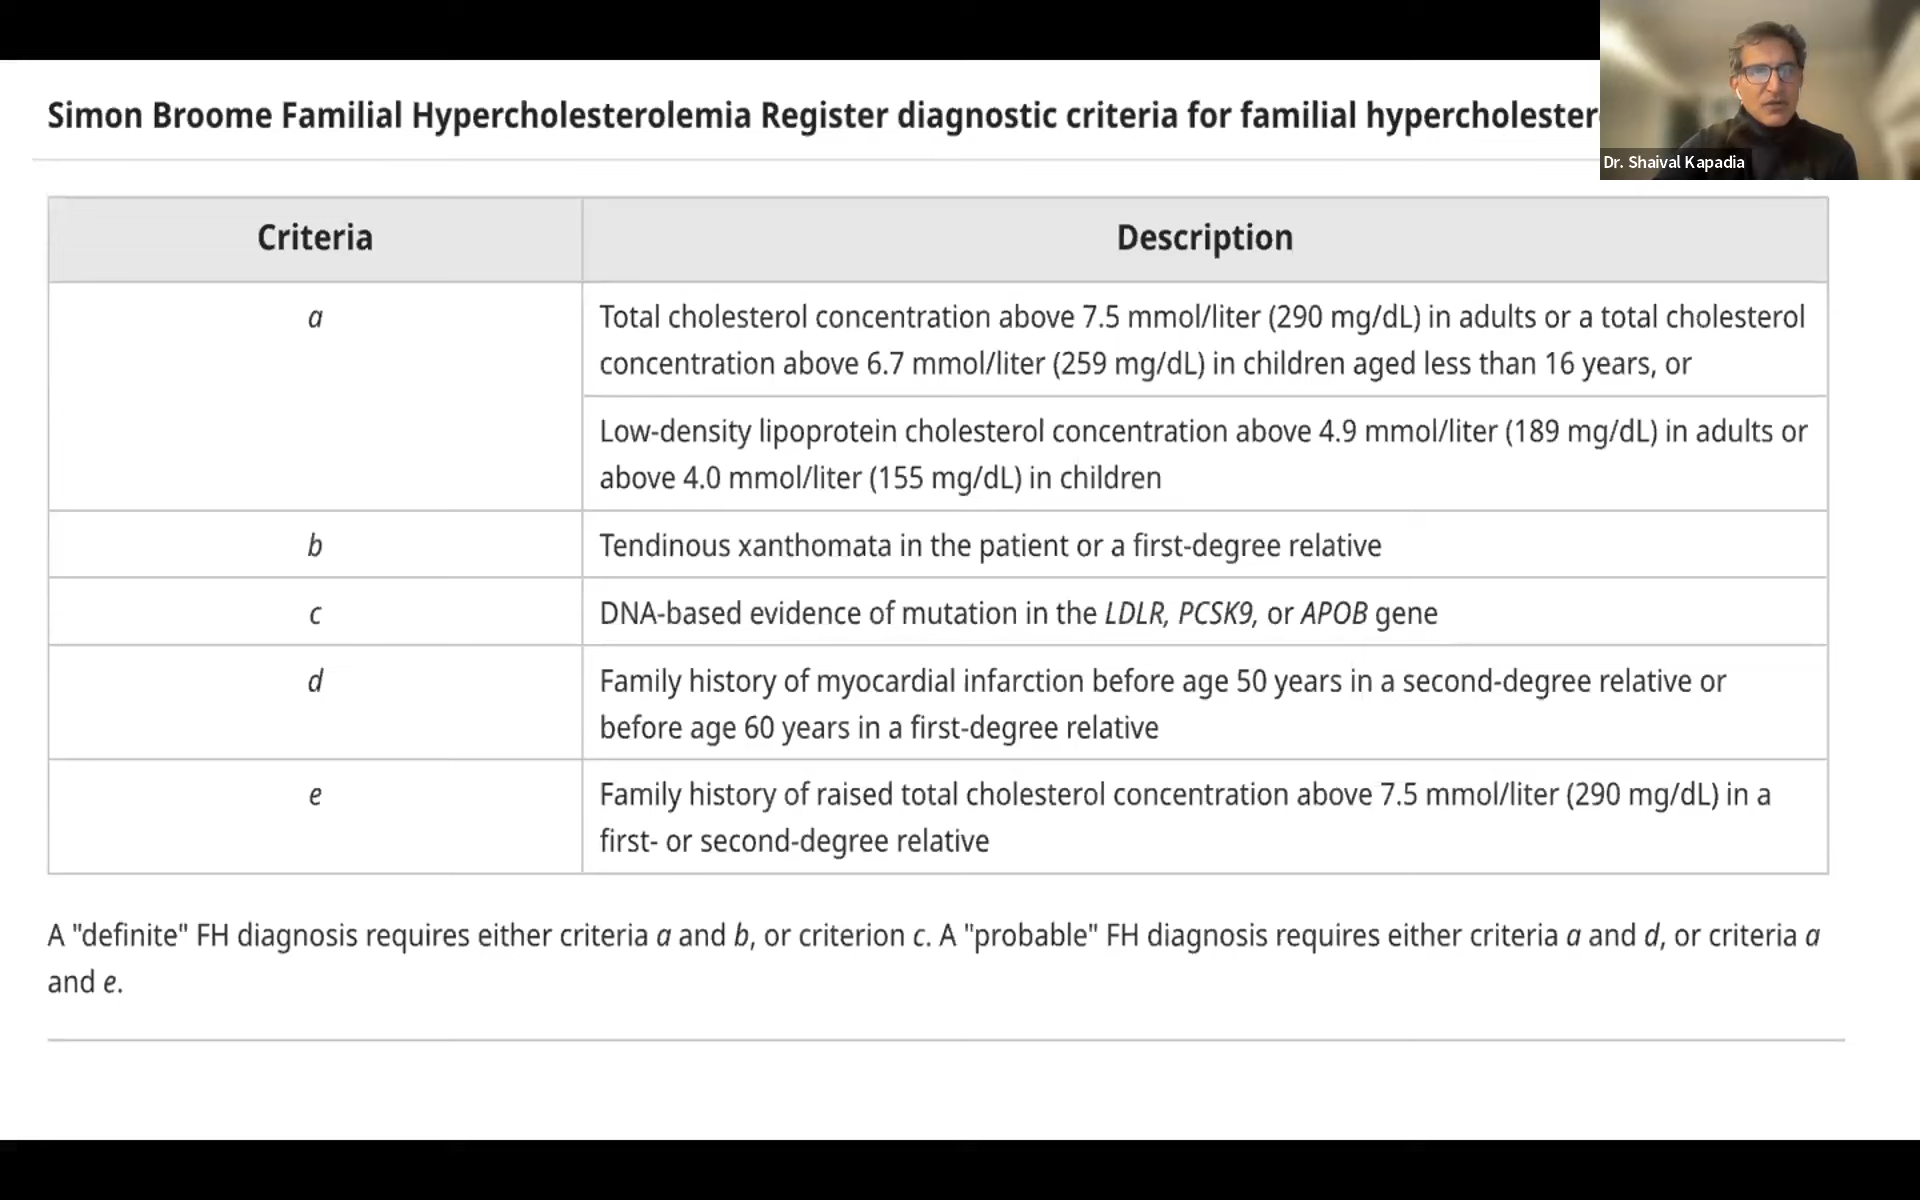 Simon Broome Familial Hypercholesterolemia Register diagnostic criteria for familial hypercholester
Dr. Shaival Kapadia
Criteria Description
a Total cholesterol concentration above 7.5 mmol/liter (290 mg/dL) in adults or a total cholesterol
concentration above 6.7 mmol/liter (259 mg/dL) in children aged less than 16 years, or
Low-density lipoprotein cholesterol concentration above 4.9 mmol/liter (189 mg/dL) in adults or
above 4.0 mmol/liter (155 mg/dL) in children
b Tendinous xanthomata in the patient or a first-degree relative
c DNA-based evidence of mutation in the LDLR, PCSK9, or APOB gene
d Family history of myocardial infarction before age 50 years in a second-degree relative or
before age 60 years in a first-degree relative
e Family history of raised total cholesterol concentration above 7.5 mmol/liter (290 mg/dL) in a
first- or second-degree relative
A "definite" FH diagnosis requires either criteria a and b, or criterion c. A "probable" FH diagnosis requires either criteria a and d, or criteria a
and e.